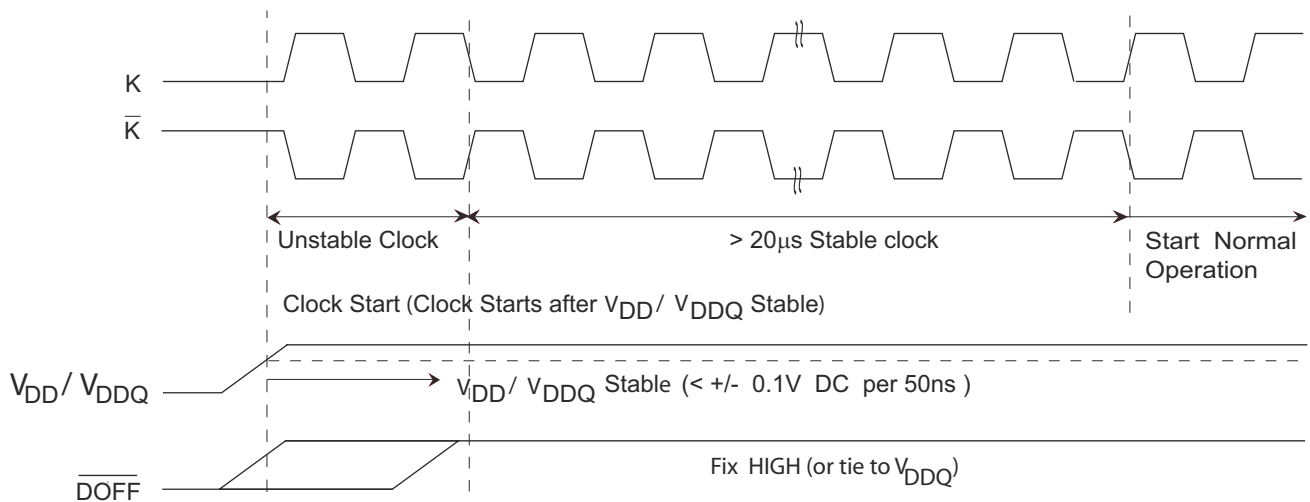 K
K̅
Unstable Clock
> 20μs Stable clock
Start Normal
Operation
Clock Start (Clock Starts after VDD/ VDDQ Stable)
VDD/ VDDQ
VDD/ VDDQ Stable (< +/- 0.1V DC per 50ns )
Fix HIGH (or tie to VDDQ)
D̅O̅F̅F̅